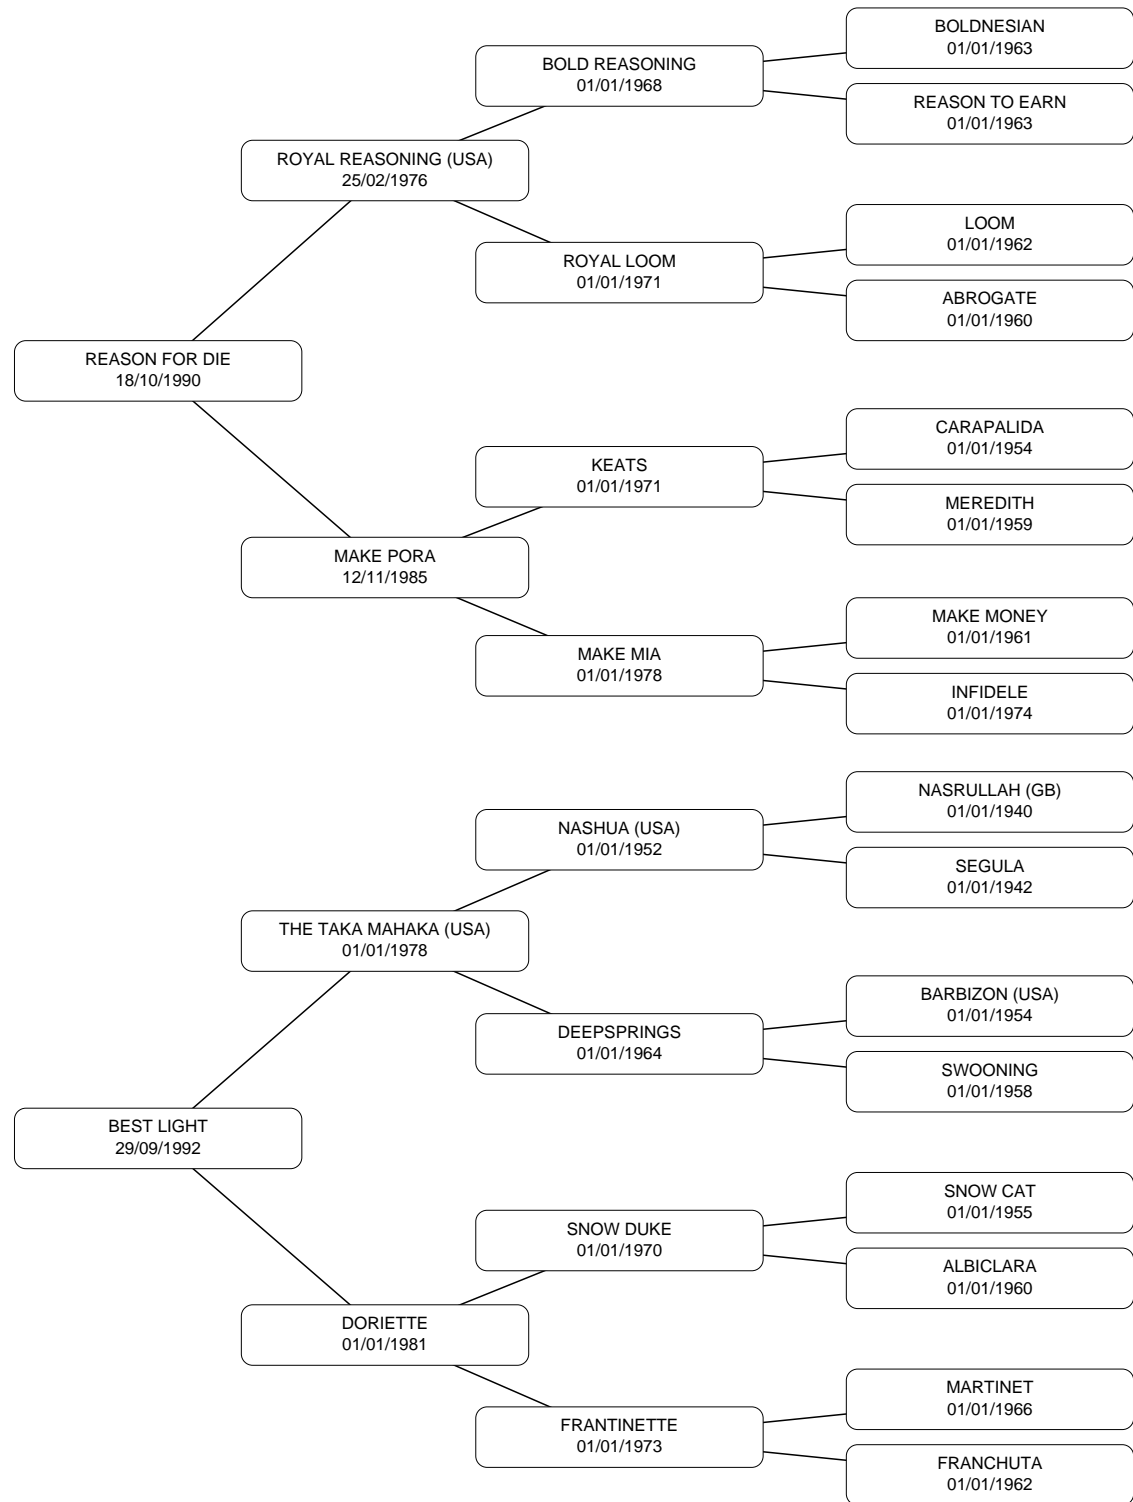 BOLDNESIAN
01/01/1963
BOLD REASONING
01/01/1968
REASON TO EARN
01/01/1963
ROYAL REASONING (USA)
25/02/1976
LOOM
01/01/1962
ROYAL LOOM
01/01/1971
ABROGATE
01/01/1960
REASON FOR DIE
18/10/1990
CARAPALIDA
01/01/1954
KEATS
01/01/1971
MEREDITH
01/01/1959
MAKE PORA
12/11/1985
MAKE MONEY
01/01/1961
MAKE MIA
01/01/1978
INFIDELE
01/01/1974
NASRULLAH (GB)
01/01/1940
NASHUA (USA)
01/01/1952
SEGULA
01/01/1942
THE TAKA MAHAKA (USA)
01/01/1978
BARBIZON (USA)
01/01/1954
DEEPSPRINGS
01/01/1964
SWOONING
01/01/1958
BEST LIGHT
29/09/1992
SNOW CAT
01/01/1955
SNOW DUKE
01/01/1970
ALBICLARA
01/01/1960
DORIETTE
01/01/1981
MARTINET
01/01/1966
FRANTINETTE
01/01/1973
FRANCHUTA
01/01/1962